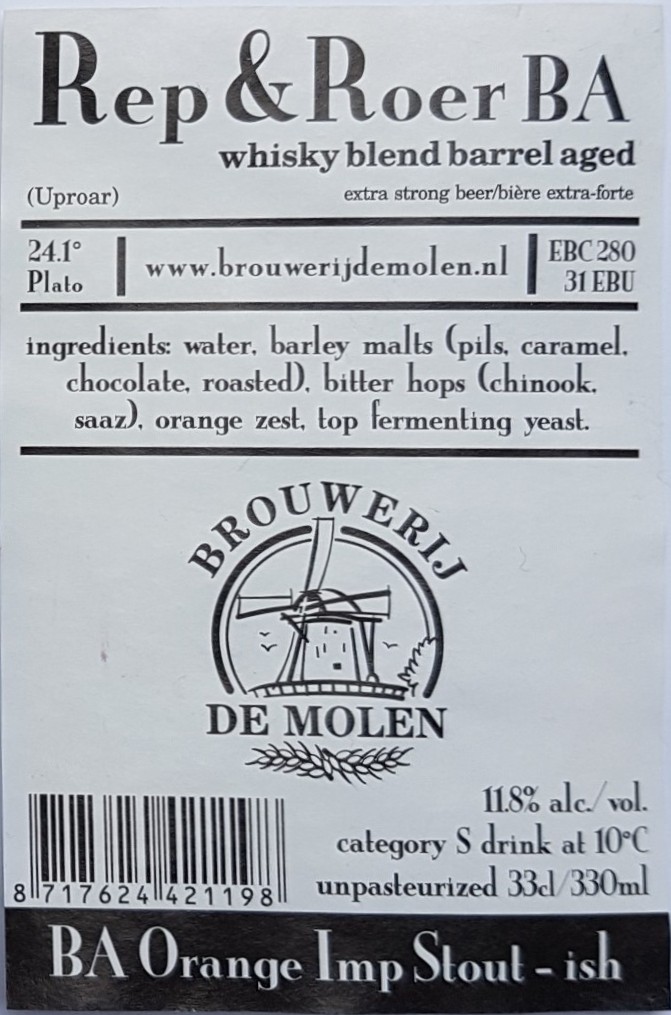 Rep & Roer BA
whisky blend barrel aged
(Uproar)
extra strong beer/bière extra-forte
24.1°
Plato
www.brouwerijdemolen.nl
EBC 280
31 EBU
ingredients: water, barley malts (pils, caramel,
chocolate, roasted), bitter hops (chinook,
saaz), orange zest, top fermenting yeast.
BROUWERIJ
DE MOLEN
11.8% alc./vol.
category S drink at 10°C
unpasteurized 33cl/330ml
8 717624 421198
BA Orange Imp Stout - ish